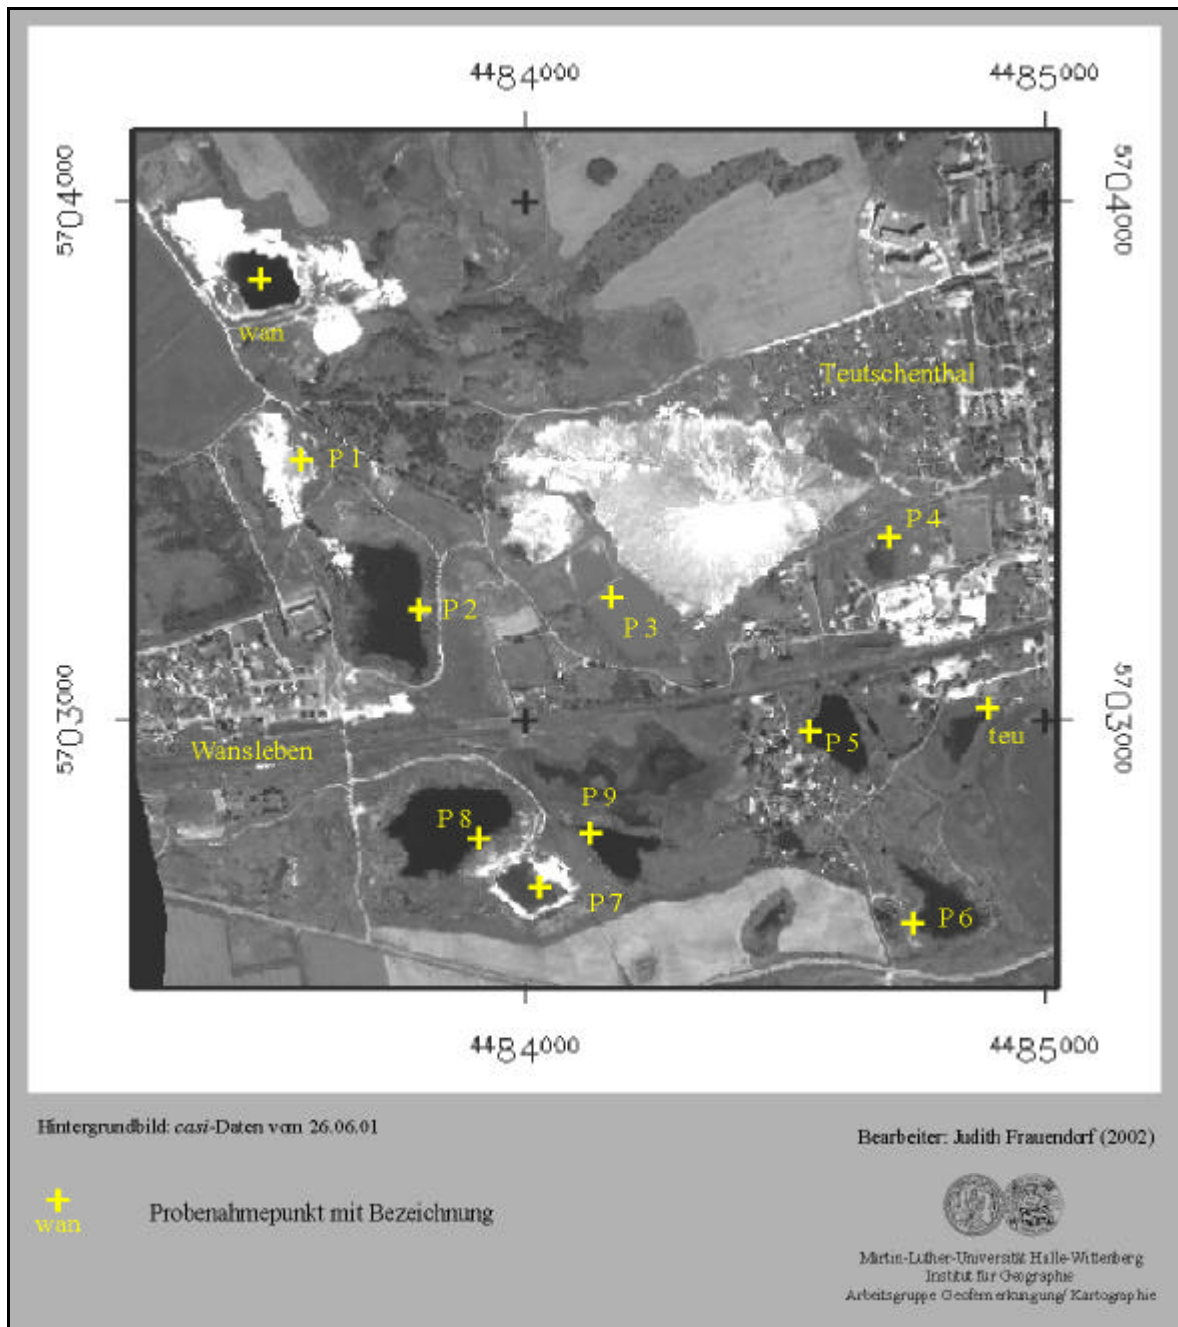 4484000 4485000
5704000 5704000
wan
Teutschenthal
P 1
P 4
P 2
P 3
5703000 5703000
Wansleben
P 5
teu
P 9
P 8
P 7
P 6
4484000 4485000
Hintergrundbild: casi-Daten vom 26.06.01
Bearbeiter: Judith Frauendorf (2002)
wan Probenahmepunkt mit Bezeichnung
Martin-Luther-Universität Halle-Wittenberg
Institut für Geographie
Arbeitsgruppe Geofernerkungung/ Kartographie